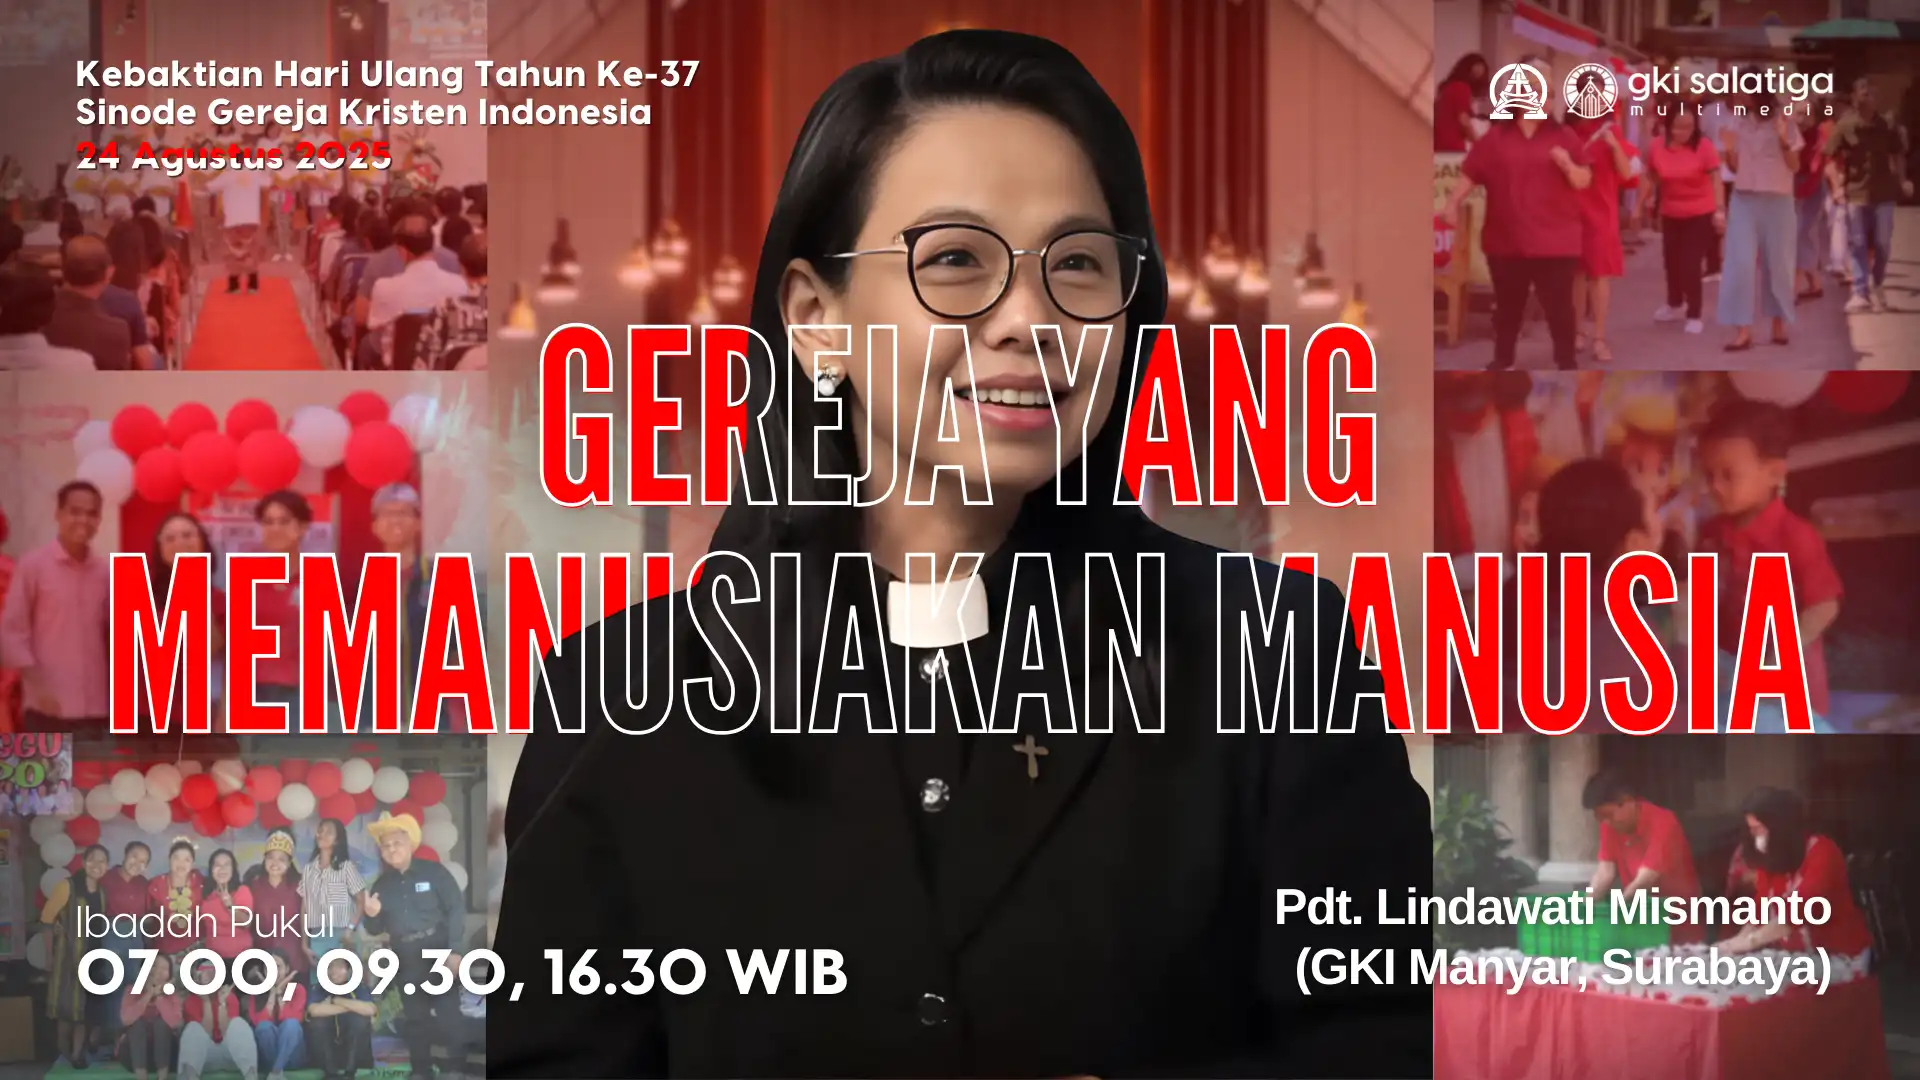 Kebaktian Hari Ulang Tahun Ke-37
Sinode Gereja Kristen Indonesia
24 Agustus 2025
gki salatiga
multimedia
GEREJA YANG
MEMANUSIAKAN MANUSIA
Ibadah Pukul
07.00, 09.30, 16.30 WIB
Pdt. Lindawati Mismanto
(GKI Manyar, Surabaya)